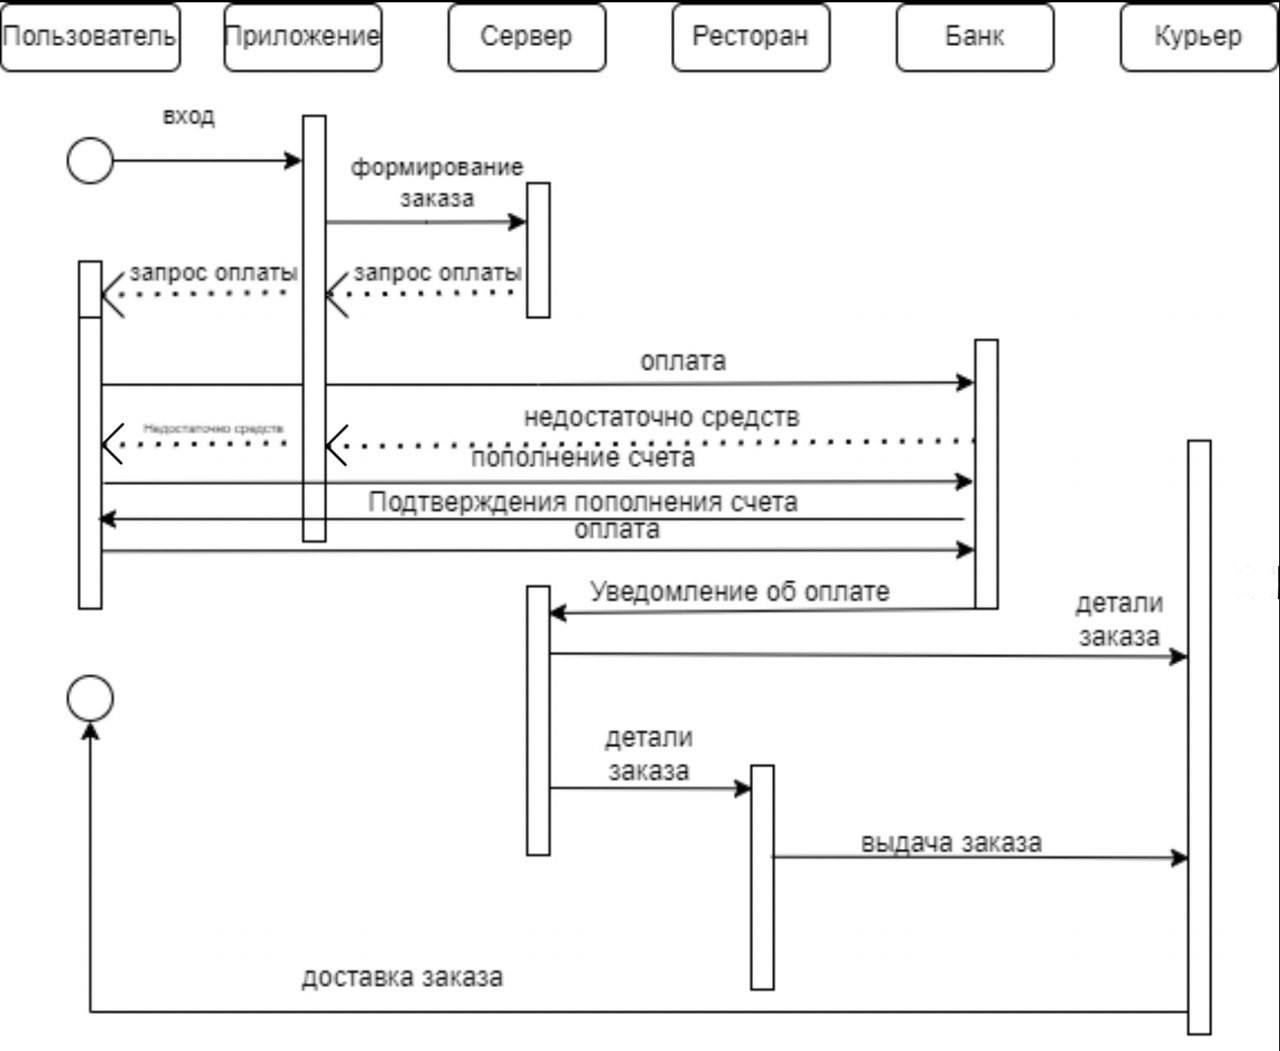 Пользователь
Приложение
Сервер
Ресторан
Банк
Курьер
вход
формирование
заказа
запрос оплаты
запрос оплаты
оплата
недостаточно средств
Недостаточно средств
пополнение счета
Подтверждения пополнения счета
оплата
Уведомление об оплате
детали
заказа
детали
заказа
выдача заказа
доставка заказа